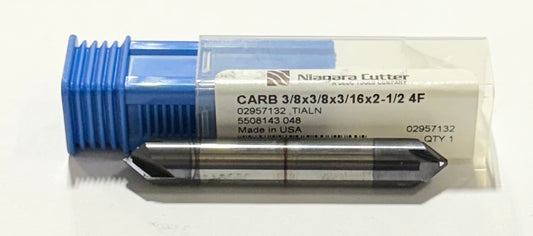 Niagara Cutter
CARB 3/8x3/8x3/16x2-1/2 4F
02957132 ,TIALN
5508143.048
Made in USA
02957132
QTY 1